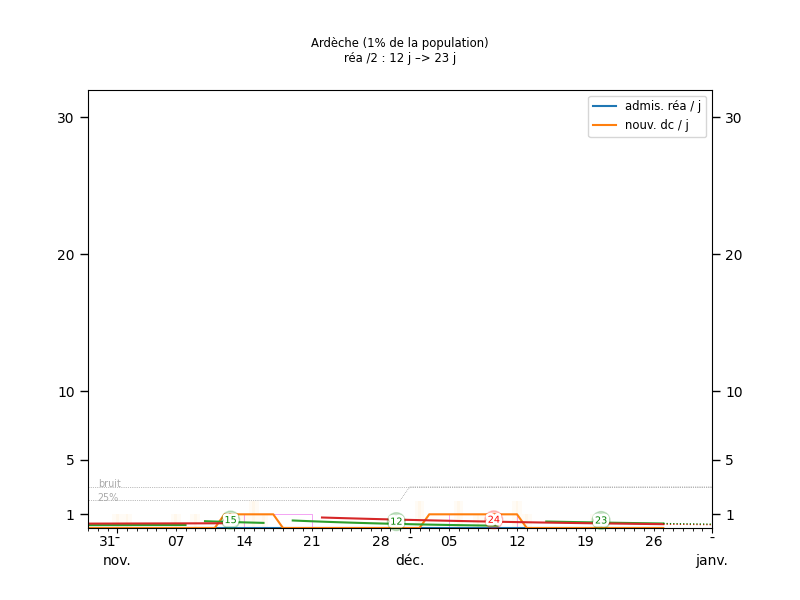 Ardèche (1% de la population)
réa /2 : 12 j –> 23 j
admis. réa / j
nouv. dc / j
30 30
20 20
10 10
5 5
bruit
25%
1 15 12 24 23 1
31 07 14 21 28 05 12 19 26
nov. déc. janv.